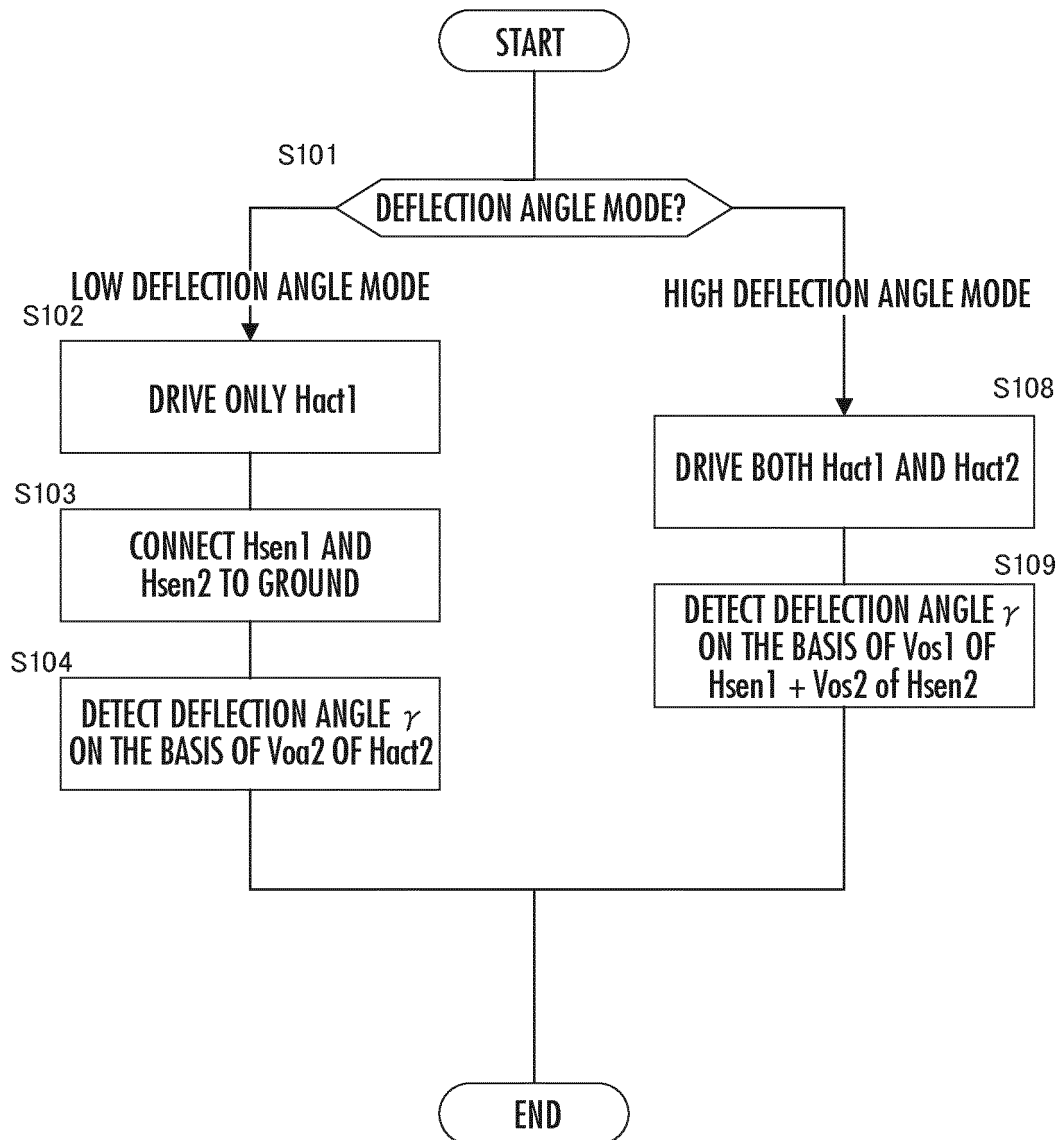 START
S101
DEFLECTION ANGLE MODE?
LOW DEFLECTION ANGLE MODE
HIGH DEFLECTION ANGLE MODE
S102
DRIVE ONLY Hact1
S103
CONNECT Hsen1 AND
Hsen2 TO GROUND
S104
DETECT DEFLECTION ANGLE γ
ON THE BASIS OF Voa2 OF Hact2
S108
DRIVE BOTH Hact1 AND Hact2
S109
DETECT DEFLECTION ANGLE γ
ON THE BASIS OF Vos1 OF
Hsen1 + Vos2 of Hsen2
END